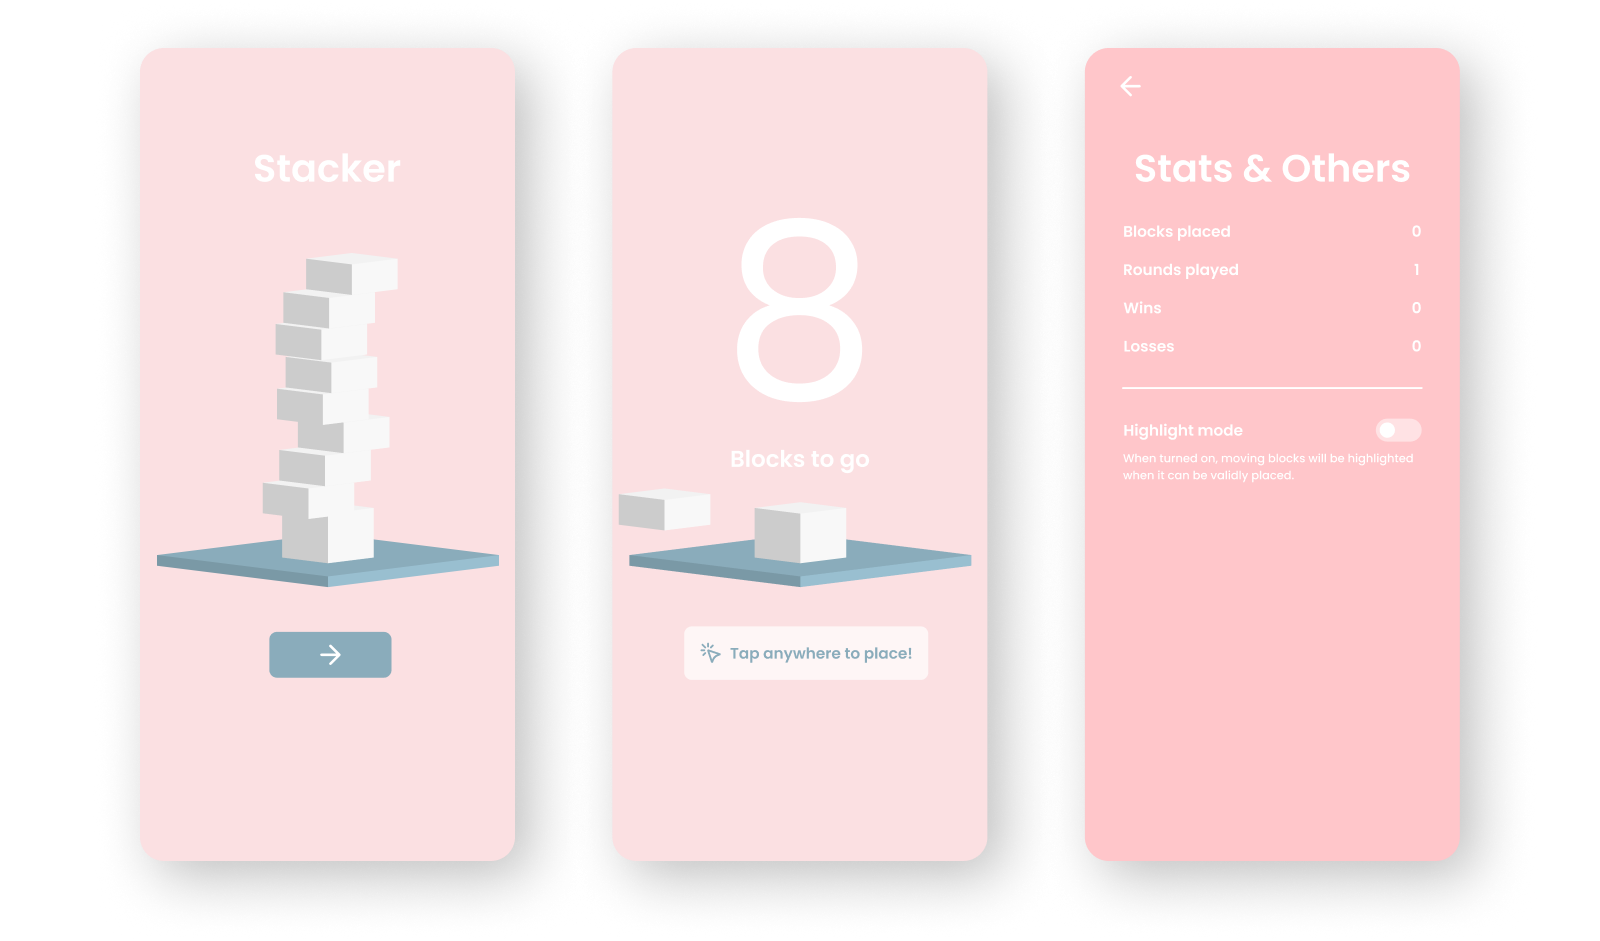 Stacker
8
Blocks to go
Tap anywhere to place!
Stats & Others
Blocks placed 0
Rounds played 1
Wins 0
Losses 0
Highlight mode
When turned on, moving blocks will be highlighted
when it can be validly placed.